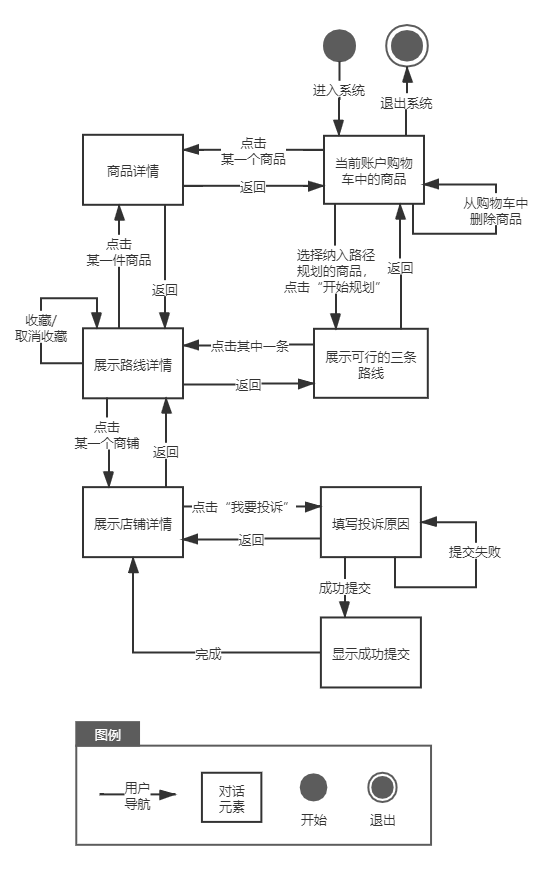 进入系统
退出系统
点击
某一个商品
商品详情
当前账户购物
车中的商品
返回
从购物车中
删除商品
点击
某一件商品
选择纳入路径
规划的商品，
点击“开始规划”
返回
返回
收藏/
取消收藏
展示路线详情
点击其中一条
展示可行的三条
路线
返回
点击
某一个商铺
返回
展示店铺详情
点击“我要投诉”
填写投诉原因
返回
提交失败
成功提交
完成
显示成功提交
图例
用户
导航
对话
元素
开始
退出